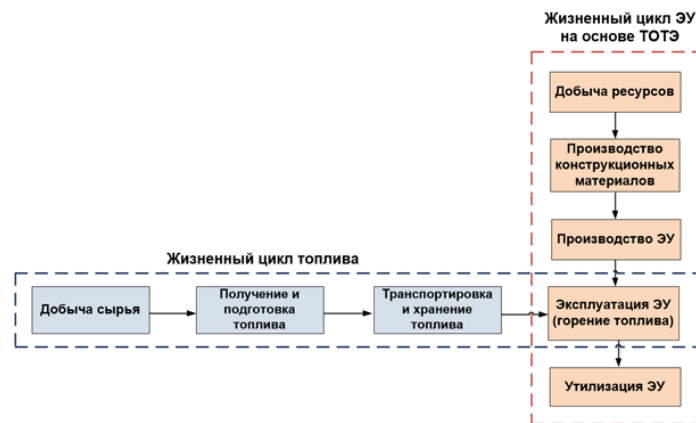 Жизненный цикл ЭУ
на основе ТОТЭ
Добыча ресурсов
Производство
конструкционных
материалов
Производство ЭУ
Жизненный цикл топлива
Добыча сырья
Получение и
подготовка
топлива
Транспортировка
и хранение
топлива
Эксплуатация ЭУ
(горение топлива)
Утилизация ЭУ